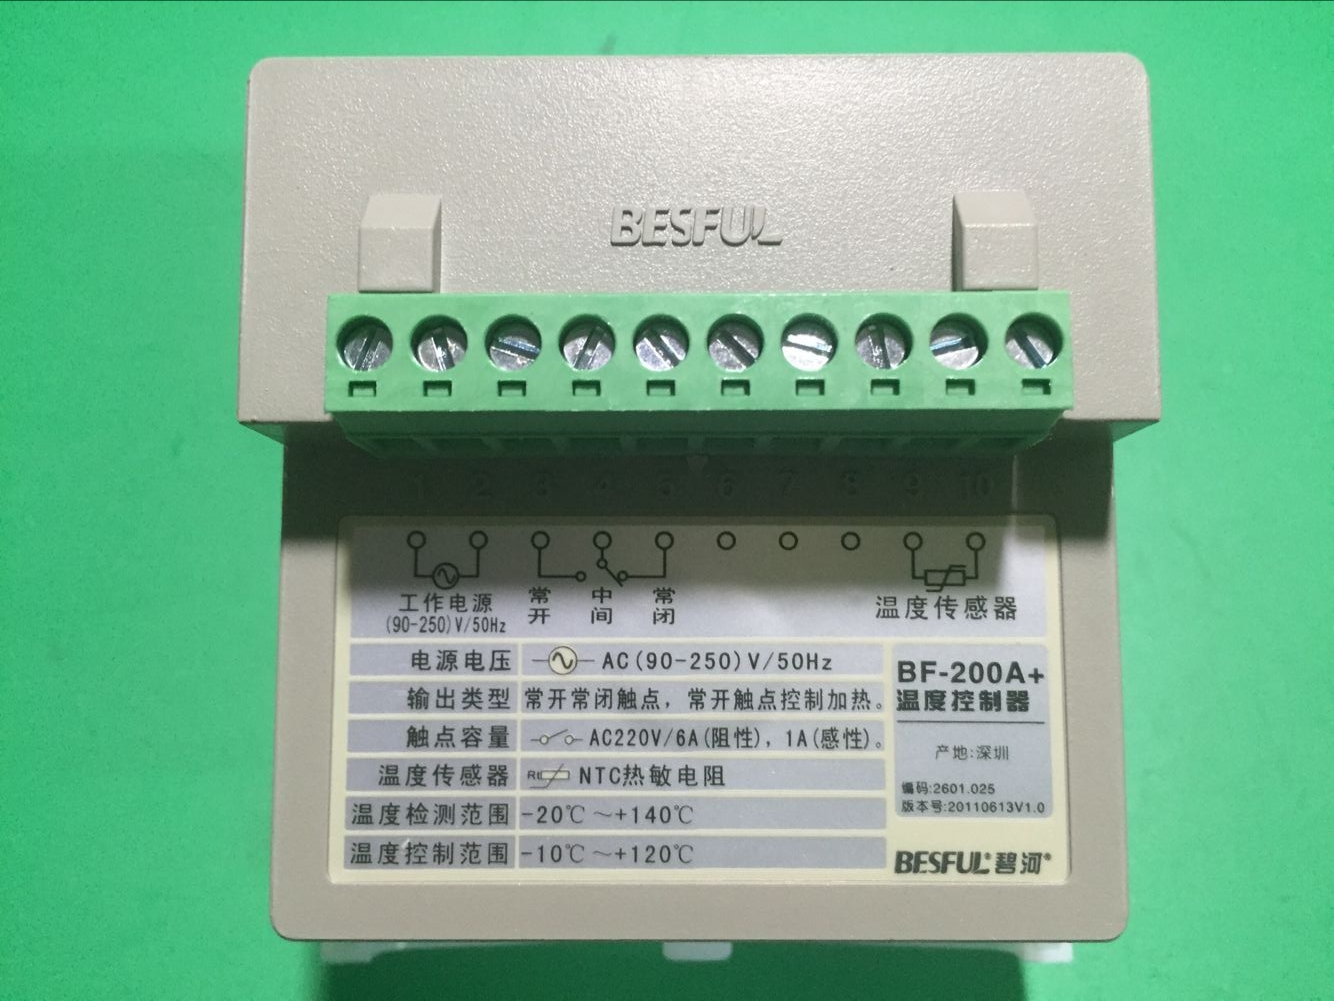 BESFUL
1 2 3 4 5 6 7 8 9 10
工作电源
(90-250)V/50Hz
常开
中间
常闭
温度传感器
电源电压 AC(90-250)V/50Hz
输出类型 常开常闭触点，常开触点控制加热。
触点容量 AC220V/6A(阻性)，1A(感性)。
温度传感器 Rt NTC热敏电阻
温度检测范围 -20℃～+140℃
温度控制范围 -10℃～+120℃
BF-200A+
温度控制器
产地:深圳
编码:2601.025
版本号:20110613V1.0
BESFUL® 碧河®